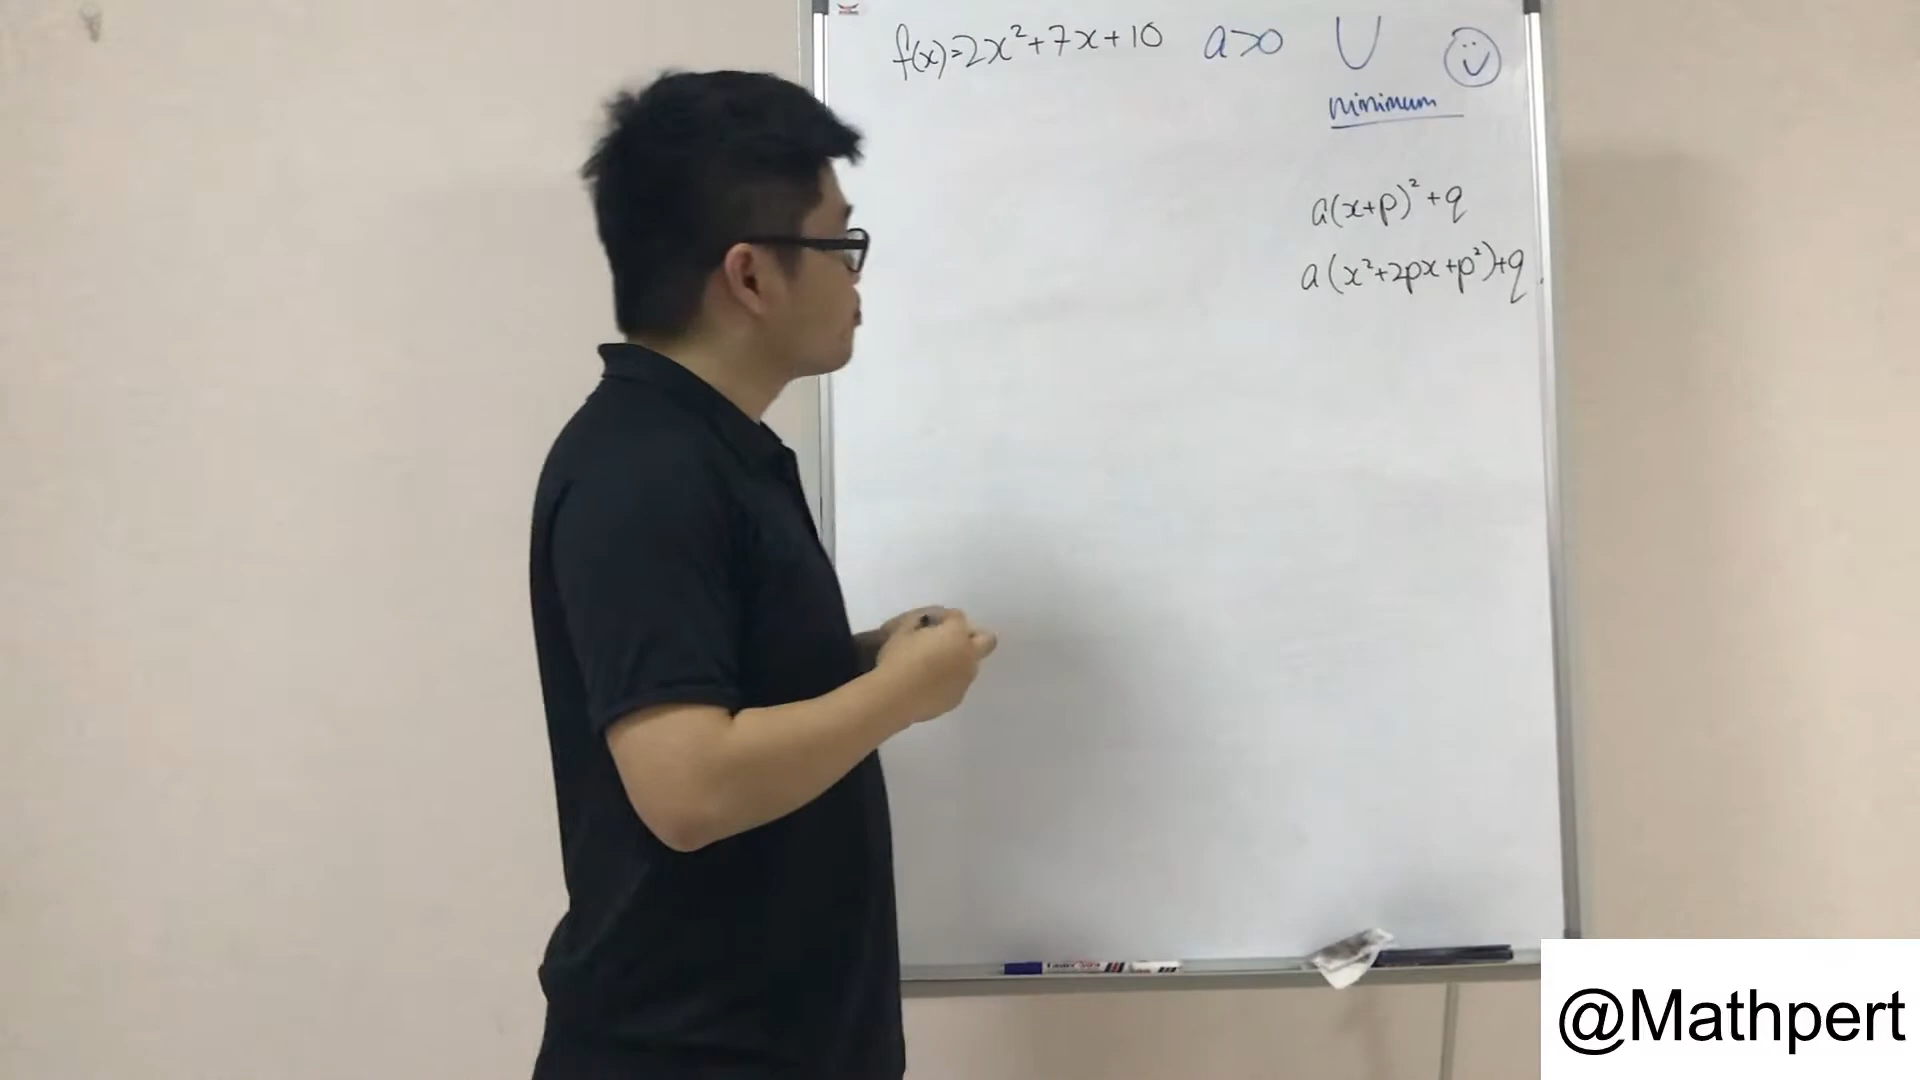 f(x)=2x²+7x+10 a>0 U
minimum
a(x+p)²+q
a(x²+2px+p²)+q
@Mathpert